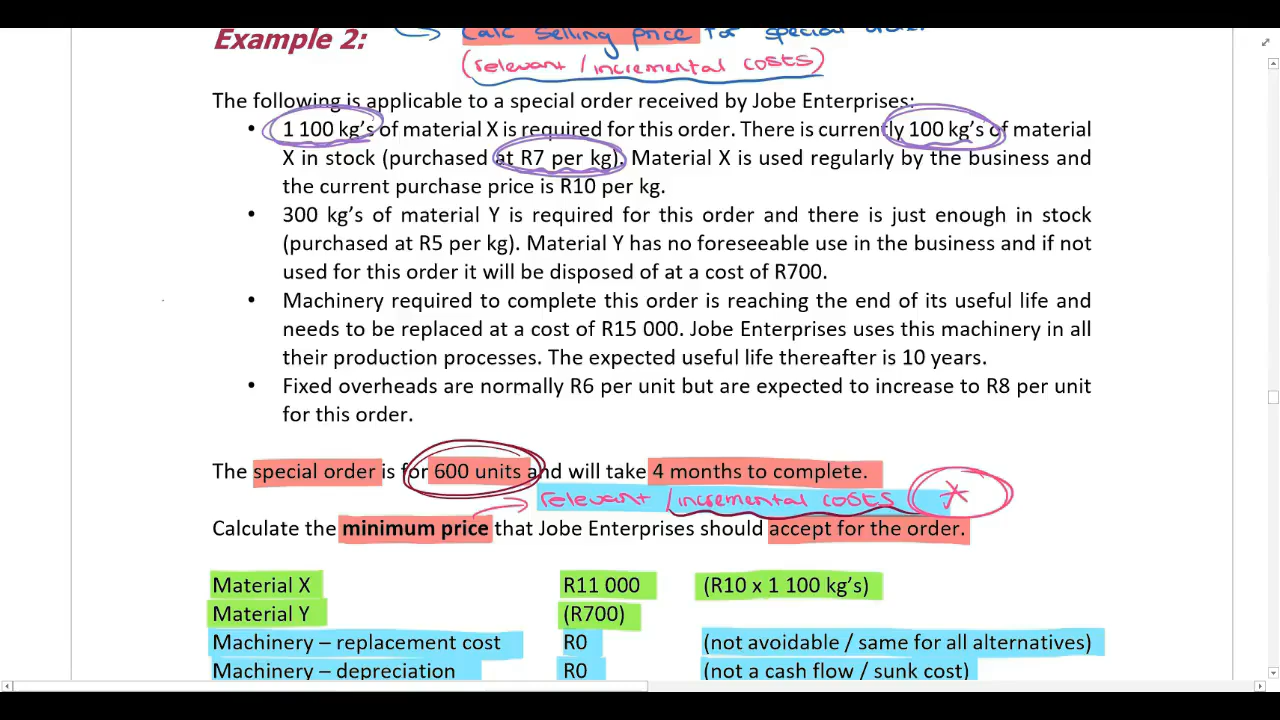 Example 2:
Calc selling price for special order
(relevant / incremental costs)
The following is applicable to a special order received by Jobe Enterprises:
• 1 100 kg's of material X is required for this order. There is currently 100 kg's of material
X in stock (purchased at R7 per kg). Material X is used regularly by the business and
the current purchase price is R10 per kg.
• 300 kg's of material Y is required for this order and there is just enough in stock
(purchased at R5 per kg). Material Y has no foreseeable use in the business and if not
used for this order it will be disposed of at a cost of R700.
• Machinery required to complete this order is reaching the end of its useful life and
needs to be replaced at a cost of R15 000. Jobe Enterprises uses this machinery in all
their production processes. The expected useful life thereafter is 10 years.
• Fixed overheads are normally R6 per unit but are expected to increase to R8 per unit
for this order.
The special order is for 600 units and will take 4 months to complete.
relevant / incremental costs
Calculate the minimum price that Jobe Enterprises should accept for the order.
Material X R11 000 (R10 x 1 100 kg's)
Material Y (R700)
Machinery – replacement cost R0 (not avoidable / same for all alternatives)
Machinery – depreciation R0 (not a cash flow / sunk cost)